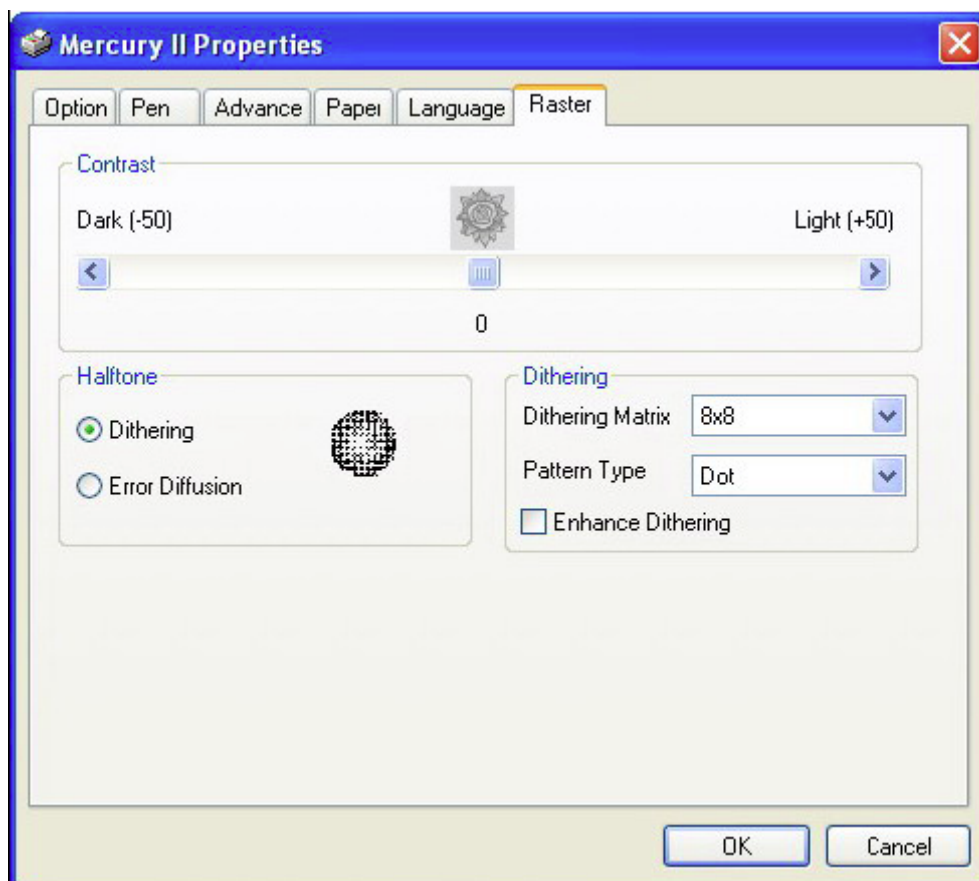 Mercury II Properties
Option Pen Advance Paper Language Raster
Contrast
Dark (-50) Light (+50)
0
Halftone
Dithering
Error Diffusion
Dithering
Dithering Matrix 8x8
Pattern Type Dot
Enhance Dithering
OK Cancel